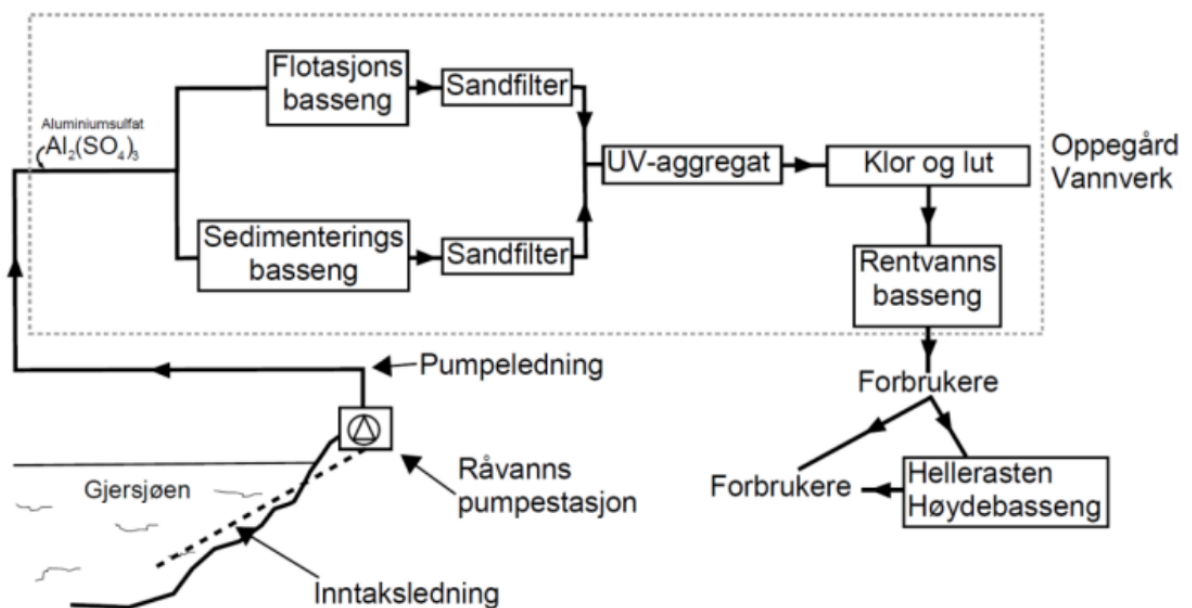 Flotasjons
basseng
Sandfilter
Aluminiumsulfat
Al₂(SO₄)₃
UV-aggregat
Klor og lut
Oppegård
Vannverk
Sedimenterings
basseng
Sandfilter
Rentvanns
basseng
Pumpeledning
Forbrukere
Råvanns
pumpestasjon
Gjersjøen
Forbrukere
Hellerasten
Høydebasseng
Inntaksledning